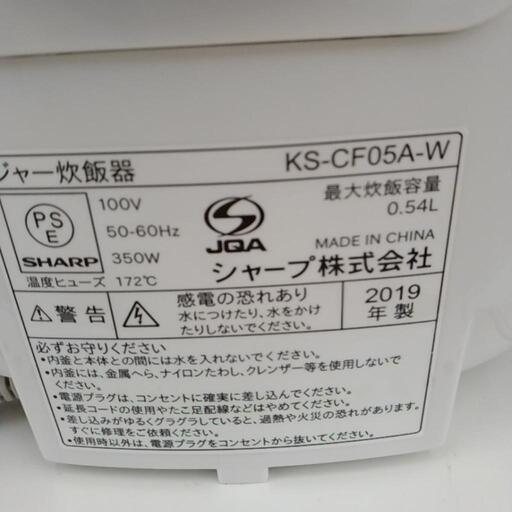 ジャー炊飯器
KS-CF05A-W
PS
E
SHARP
100V
50-60Hz
350W
JQA
最大炊飯容量
0.54L
MADE IN CHINA
温度ヒューズ 172℃
シャープ株式会社
警告
感電の恐れあり
水につけたり、水をかけ
たりしないでください。
2019
年製
必ずお守りください
・内釜と本体との間には水を入れないでください。
・内釜には、金属へら、ナイロンたわし、クレンザー等を使用しない
でください。
・電源プラグは、コンセントに確実に差し込んでください。
・延長コードの使用やたこ足配線などはやめてください。
・差し込みがゆるくグラグラしていると、過熱や火災の恐れがあります。
すぐに修理をご依頼ください。
・使用時以外は、電源プラグをコンセントから抜いてください。